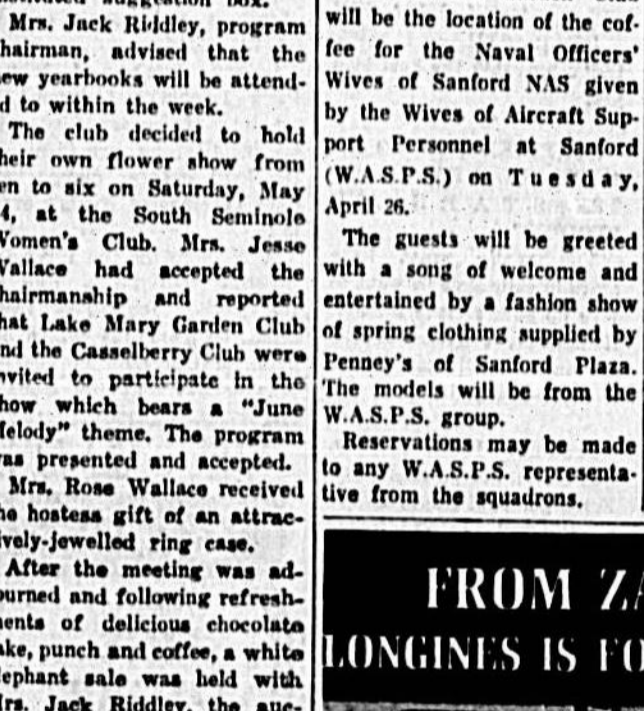 Mrs. Jack Riddley, program
hairman, advised that the
ew yearbooks will be attend-
d to within the week.
The club decided to hold
heir own flower show from
en to six on Saturday, May
4, at the South Seminole
Women's Club. Mrs. Jesse
Wallace had accepted the
hairmanship and reported
hat Lake Mary Garden Club
nd the Casselberry Club were
nvited to participate in the
how which bears a "June
Melody" theme. The program
as presented and accepted.
Mrs. Rose Wallace received
he hostess gift of an attrac-
ively-jewelled ring case.
After the meeting was ad-
ourned and following refresh-
ments of delicious chocolate
ake, punch and coffee, a white
lephant sale was held with
Mrs. Jack Riddley, the auc-
will be the location of the cof-
fee for the Naval Officers'
Wives of Sanford NAS given
by the Wives of Aircraft Sup-
port Personnel at Sanford
(W.A.S.P.S.) on Tuesday,
April 26.
The guests will be greeted
with a song of welcome and
entertained by a fashion show
of spring clothing supplied by
Penney's of Sanford Plaza.
The models will be from the
W.A.S.P.S. group.
Reservations may be made
to any W.A.S.P.S. representa-
tive from the squadrons.
FROM ZA
LONGINES IS FO